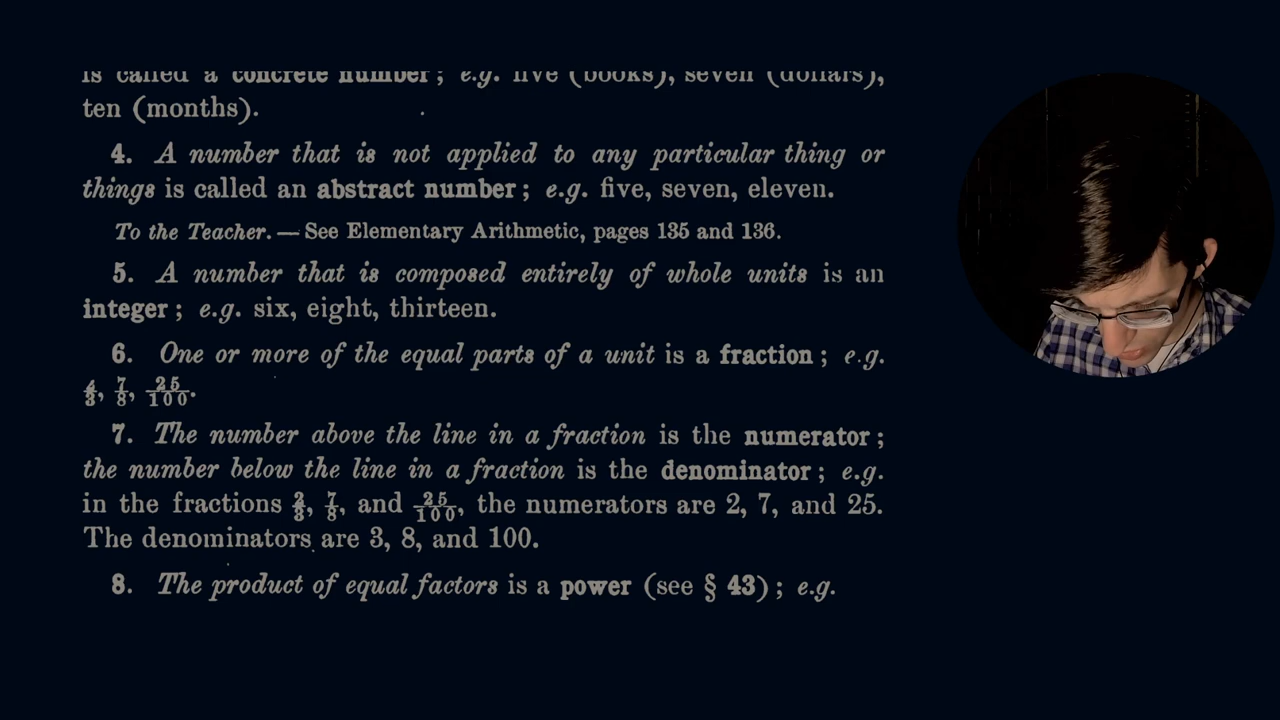 is called a concrete number; e.g. five (books), seven (dollars),
ten (months).
4. A number that is not applied to any particular thing or
things is called an abstract number; e.g. five, seven, eleven.
To the Teacher. — See Elementary Arithmetic, pages 135 and 136.
5. A number that is composed entirely of whole units is an
integer; e.g. six, eight, thirteen.
6. One or more of the equal parts of a unit is a fraction; e.g.
7/8, 25/100.
7. The number above the line in a fraction is the numerator;
the number below the line in a fraction is the denominator; e.g.
in the fractions 2/3, 7/8, and 25/100, the numerators are 2, 7, and 25.
The denominators are 3, 8, and 100.
8. The product of equal factors is a power (see § 43); e.g.